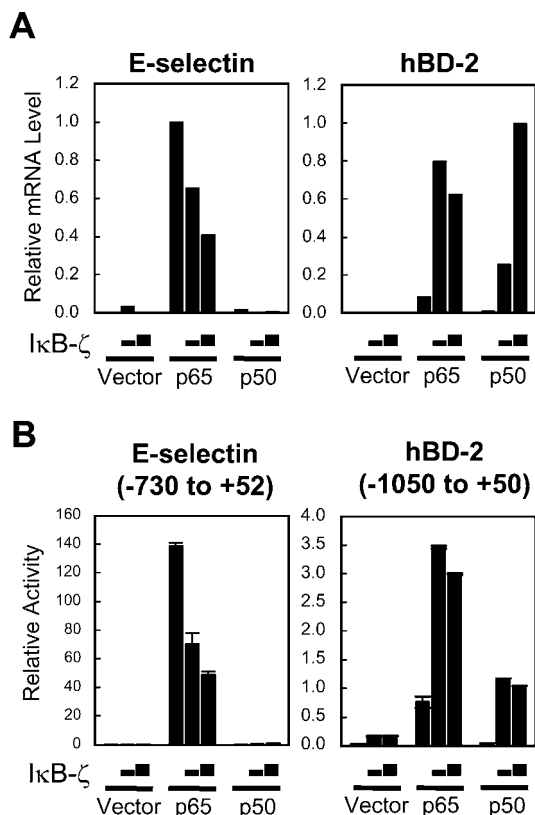 A
E-selectin
hBD-2
Relative mRNA Level
1.2
1.0
0.8
0.6
0.4
0.2
0.0
1.2
1.0
0.8
0.6
0.4
0.2
0.0
IκB-ζ
Vector p65 p50
Vector p65 p50
B
E-selectin
(-730 to +52)
hBD-2
(-1050 to +50)
Relative Activity
160
140
120
100
80
60
40
20
0
4.0
3.5
3.0
2.5
2.0
1.5
1.0
0.5
0.0
IκB-ζ
Vector p65 p50
Vector p65 p50